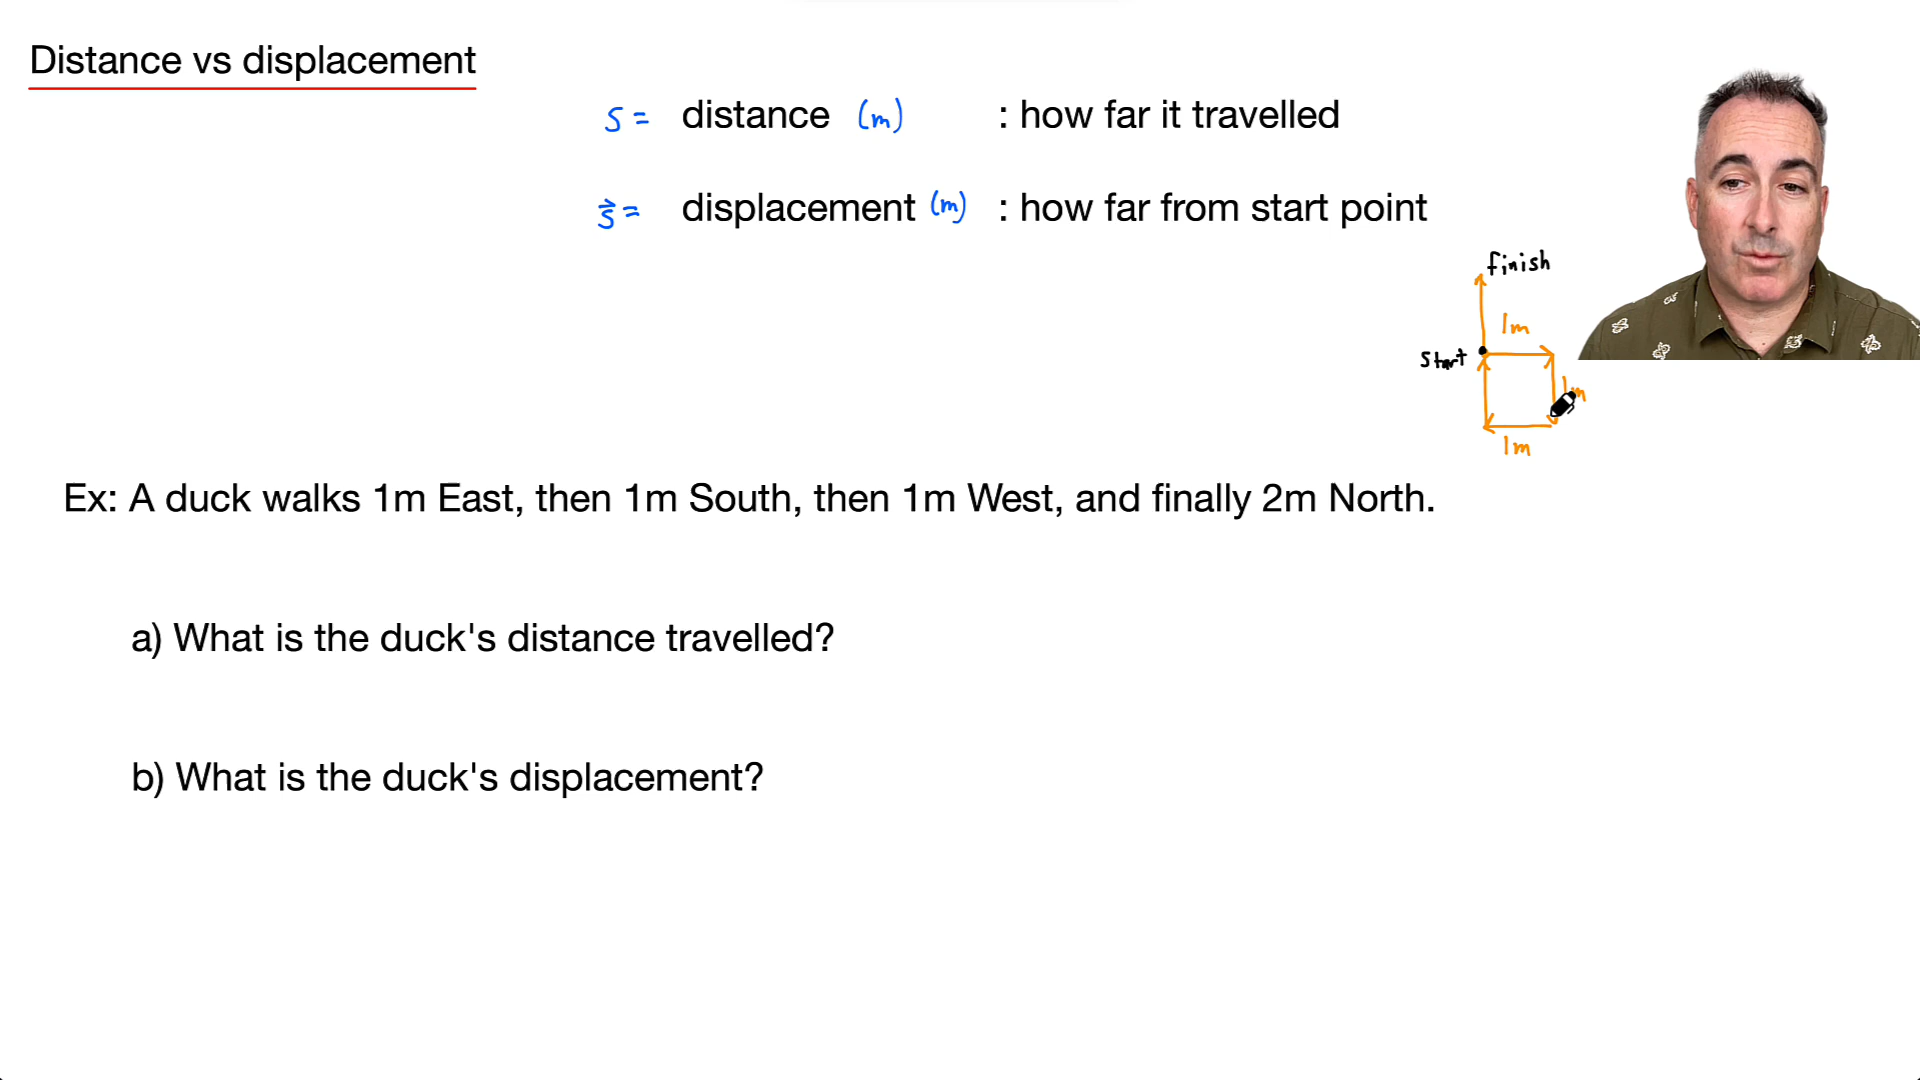 Distance vs displacement
s = distance (m) : how far it travelled
s⃗ = displacement (m) : how far from start point
finish
1m
Start
1m
1m
Ex: A duck walks 1m East, then 1m South, then 1m West, and finally 2m North.
a) What is the duck's distance travelled?
b) What is the duck's displacement?